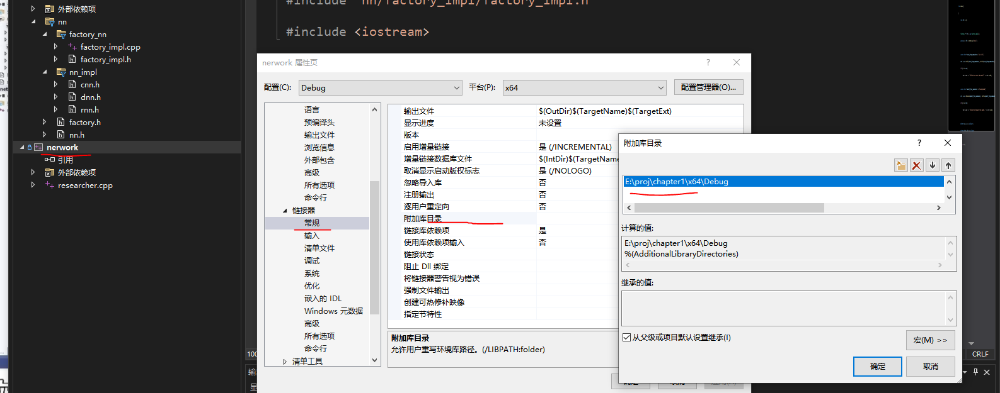 外部依赖项
nn
factory_nn
factory_impl.cpp
factory_impl.h
nn_impl
cnn.h
dnn.h
rnn.h
factory.h
nn.h
nerwork
引用
外部依赖项
researcher.cpp
#include "nn/factory_impl/factory_impl.h"
#include <iostream>
nerwork 属性页
?
配置(C):
Debug
平台(P):
x64
配置管理器(O)...
语言
预编译头
输出文件
浏览信息
外部包含
高级
所有选项
命令行
链接器
常规
输入
清单文件
调试
系统
优化
嵌入的 IDL
Windows 元数据
高级
所有选项
命令行
清单工具
输出文件 $(OutDir)$(TargetName)$(TargetExt)
显示进度 未设置
版本
启用增量链接 是 (/INCREMENTAL)
增量链接数据库文件 $(IntDir)$(TargetName
取消显示启动版权标志 是 (/NOLOGO)
忽略导入库 否
注册输出 否
逐用户重定向 否
附加库目录
链接库依赖项 是
使用库依赖项输入 否
链接状态
阻止 Dll 绑定
将链接器警告视为错误
强制文件输出
创建可热修补映像
指定节特性
附加库目录
允许用户重写环境库路径。(/LIBPATH:folder)
附加库目录
?
E:\proj\chapter1\x64\Debug
计算的值:
E:\proj\chapter1\x64\Debug
%(AdditionalLibraryDirectories)
继承的值:
从父级或项目默认设置继承(I)
宏(M) >>
确定
取消
100
CRLF